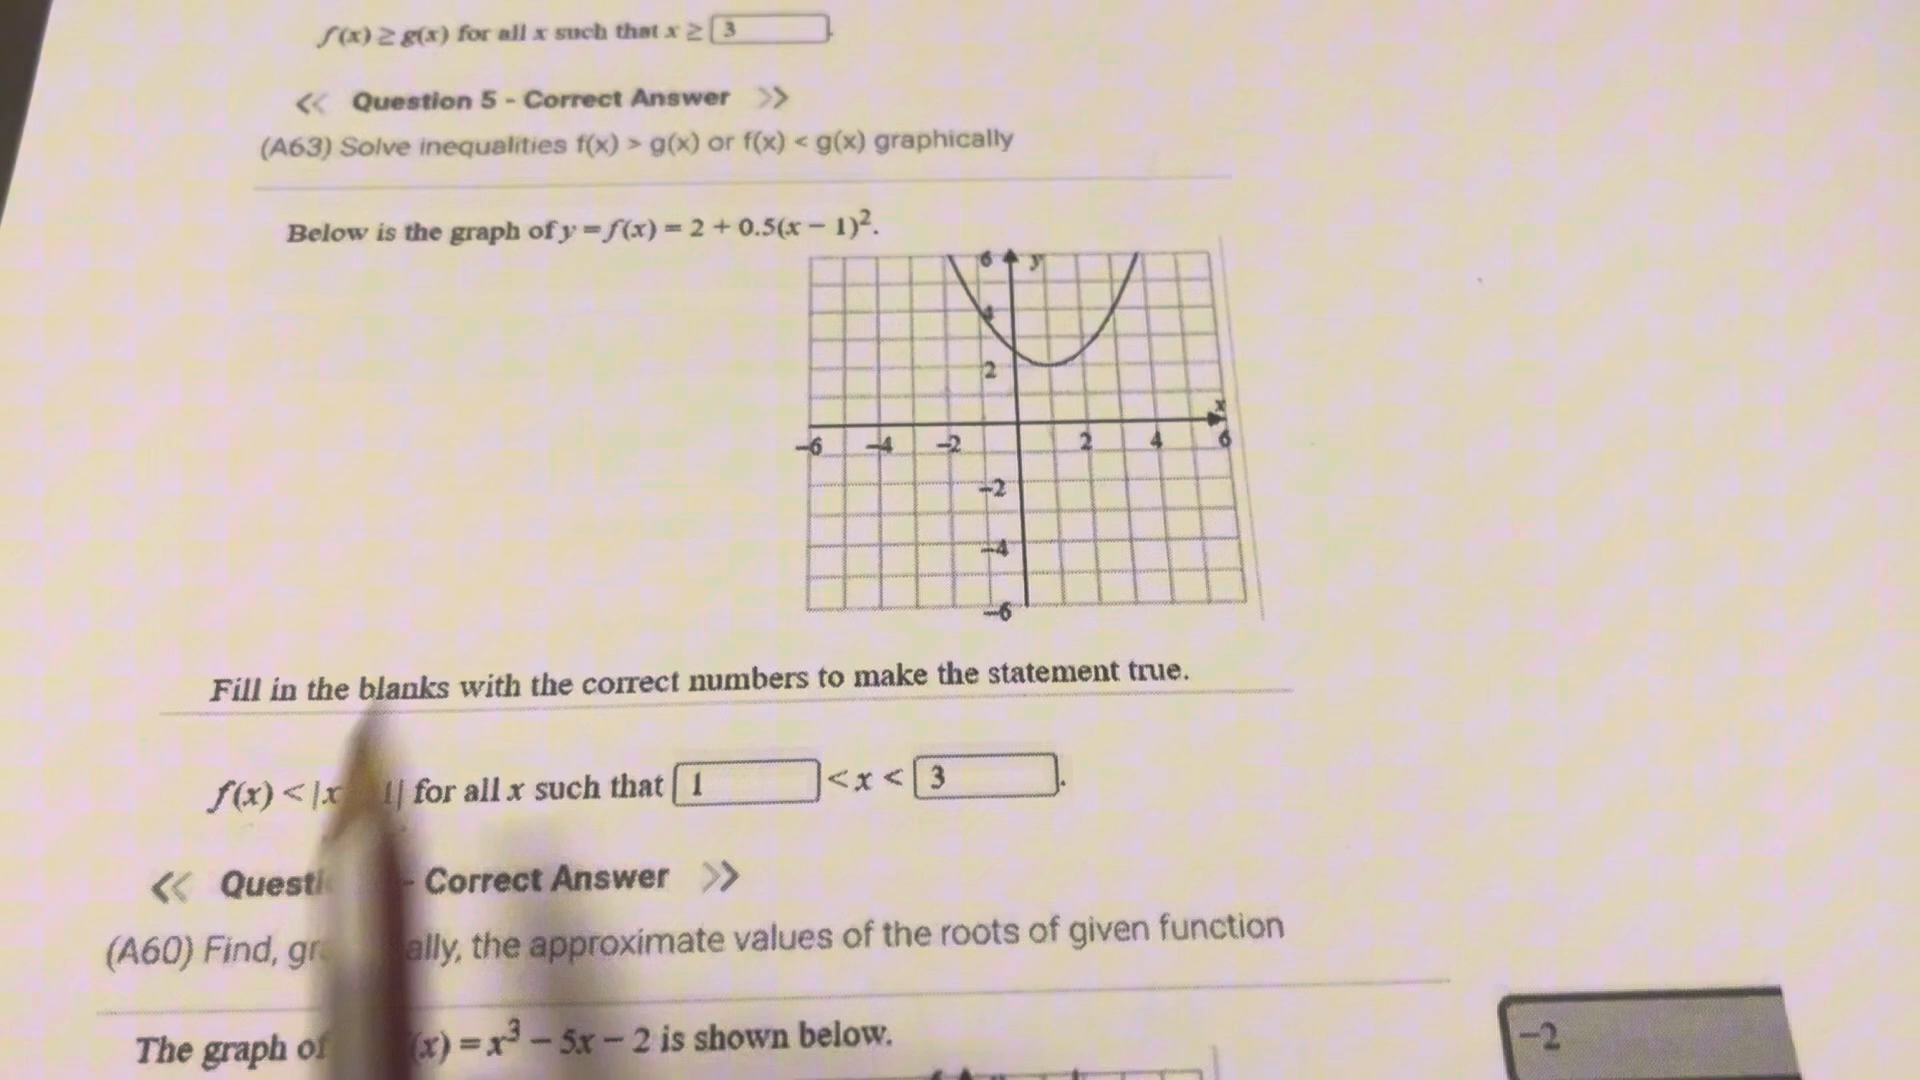 f(x) ≥ g(x) for all x such that x ≥ 3
<< Question 5 - Correct Answer >>
(A63) Solve inequalities f(x) > g(x) or f(x) < g(x) graphically
Below is the graph of y = f(x) = 2 + 0.5(x − 1)².
6 y
4
2
x
−6 −4 −2 2 4 6
−2
−4
−6
Fill in the blanks with the correct numbers to make the statement true.
f(x) < |x 1| for all x such that 1 < x < 3.
<< - Correct Answer >>
(A60) Find, the approximate values of the roots of given function
The graph of (x) = x³ − 5x − 2 is shown below.
−2